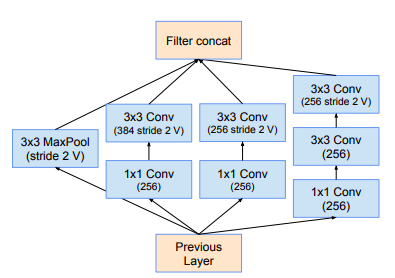 Filter concat
3x3 MaxPool
(stride 2 V)
3x3 Conv
(384 stride 2 V)
1x1 Conv
(256)
3x3 Conv
(256 stride 2 V)
1x1 Conv
(256)
3x3 Conv
(256 stride 2 V)
3x3 Conv
(256)
1x1 Conv
(256)
Previous
Layer